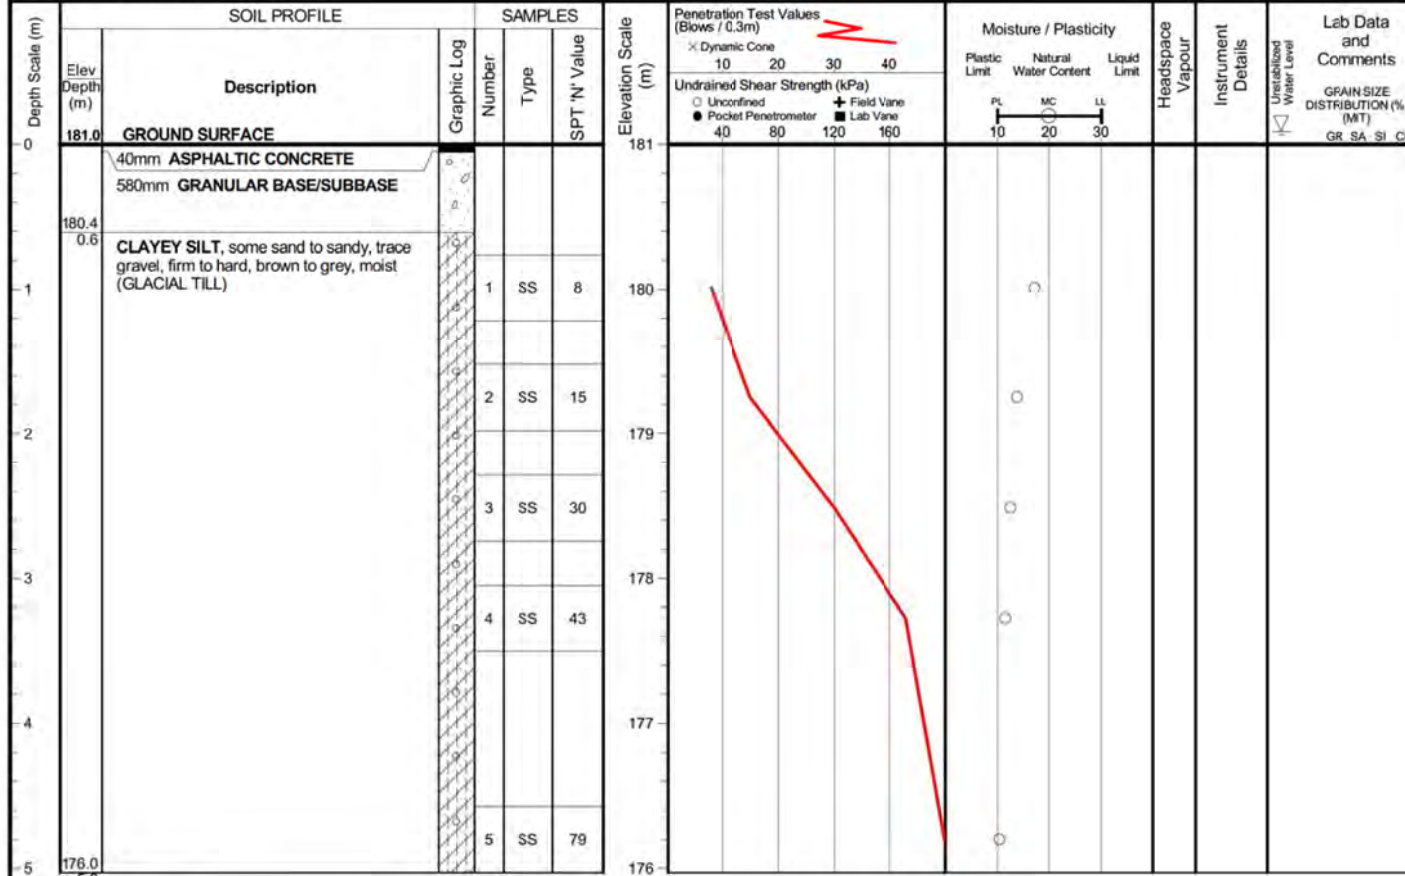 SOIL PROFILE
SAMPLES
Depth Scale (m)
Elev
Depth
(m)
Description
Graphic Log
Number
Type
SPT 'N' Value
Elevation Scale
(m)
Penetration Test Values
(Blows / 0.3m)
× Dynamic Cone
10 20 30 40
Undrained Shear Strength (kPa)
Unconfined
Field Vane
Pocket Penetrometer
Lab Vane
40 80 120 160
Moisture / Plasticity
Plastic
Limit
Natural
Water Content
Liquid
Limit
PL MC LL
10 20 30
Headspace
Vapour
Instrument
Details
Unstabilized
Water Level
Lab Data
and
Comments
GRAIN SIZE
DISTRIBUTION (%
(MIT)
GR SA SI
181.0 GROUND SURFACE
0
40mm ASPHALTIC CONCRETE
580mm GRANULAR BASE/SUBBASE
180.4
0.6
CLAYEY SILT, some sand to sandy, trace
gravel, firm to hard, brown to grey, moist
(GLACIAL TILL)
1 SS 8
2 SS 15
3 SS 30
4 SS 43
5 SS 79
1
2
3
4
5
176.0
181
180
179
178
177
176
40 80 120 160